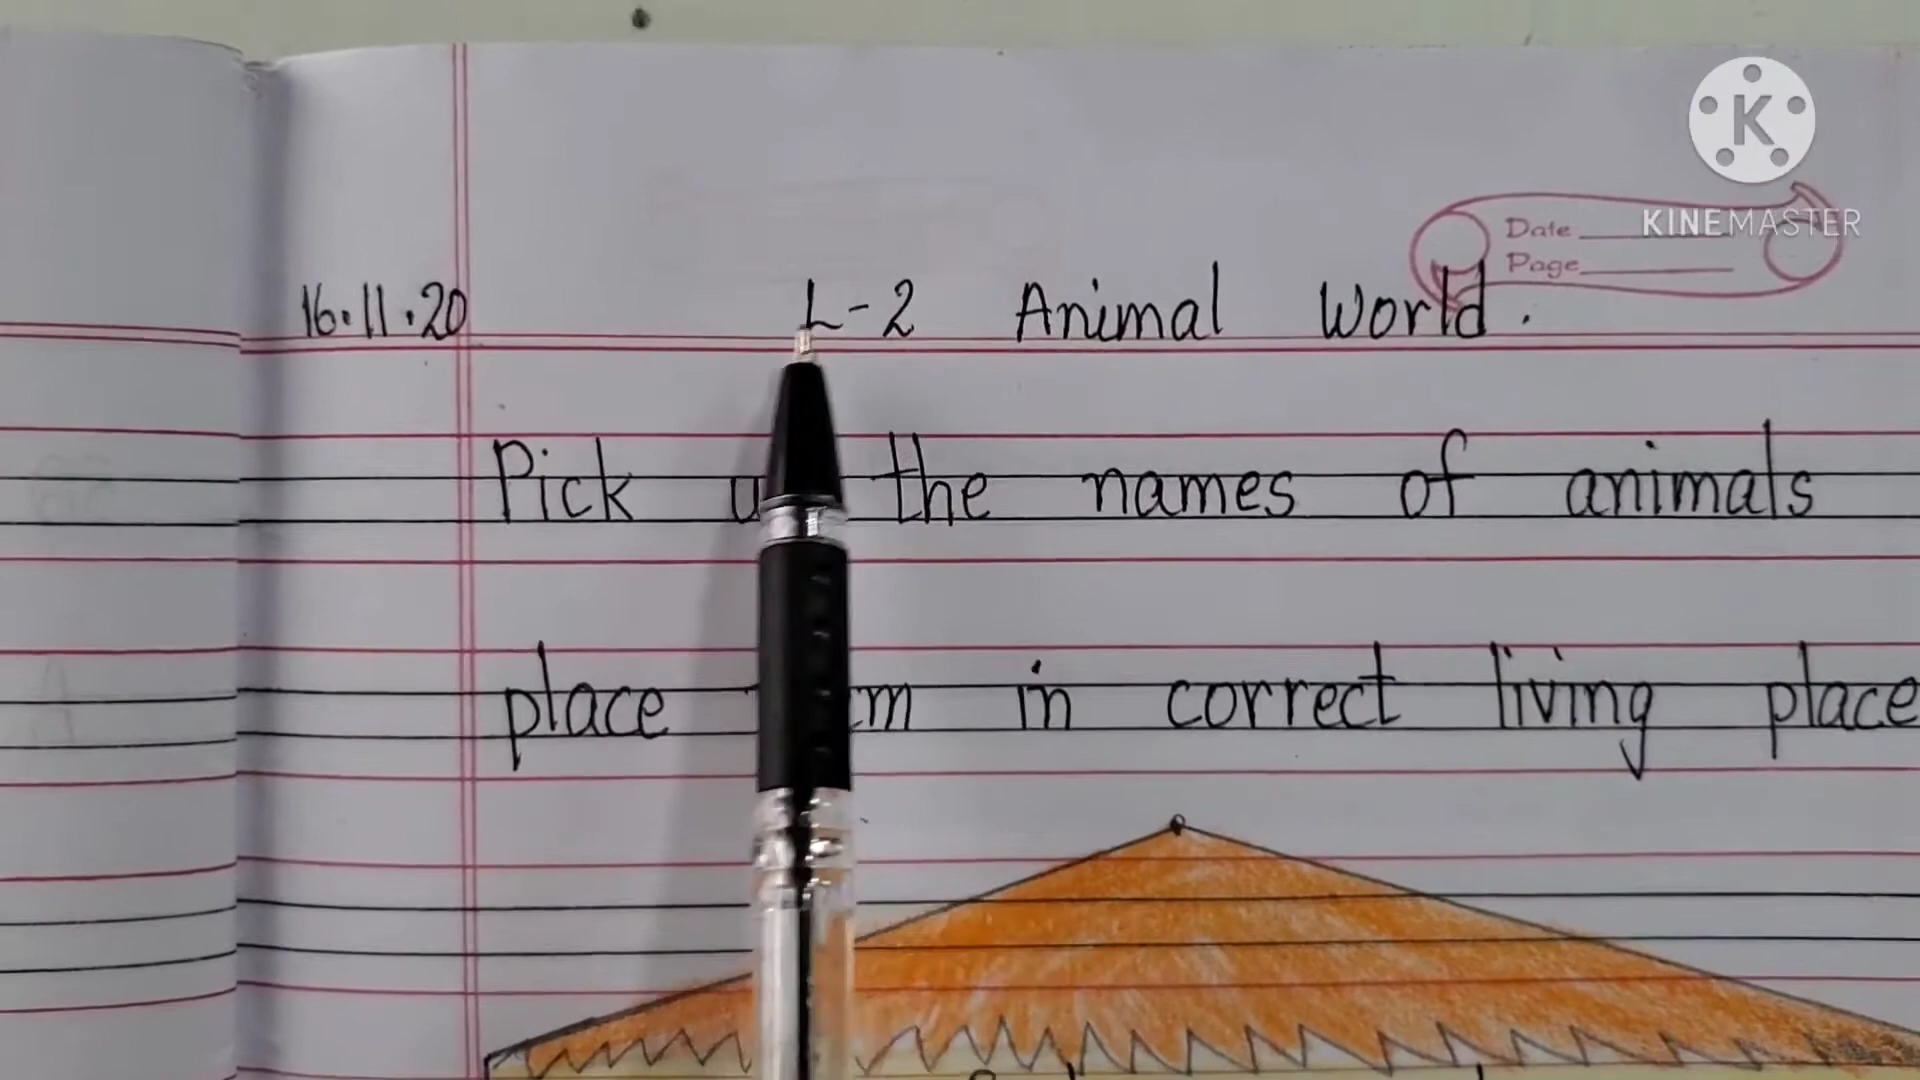 KINEMASTER
Date
Page
16.11.20 L-2 Animal World.
Pick the names of animals
place in correct living place